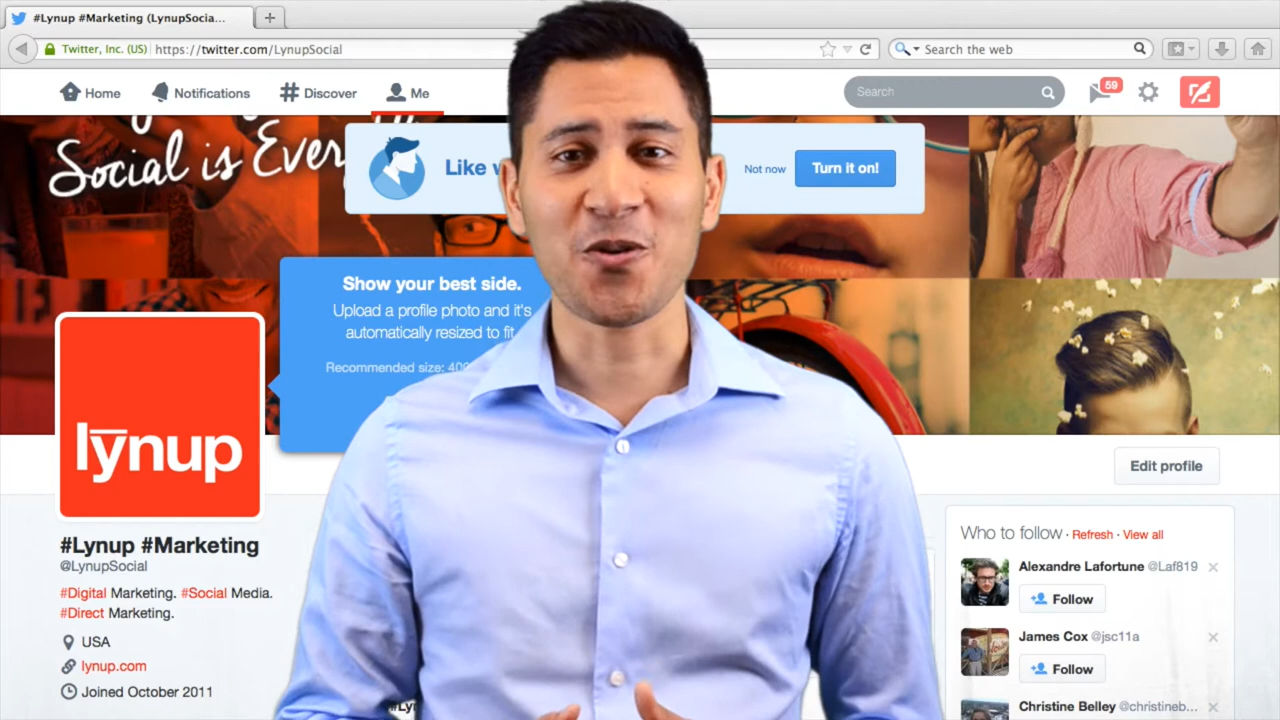 #Lynup #Marketing (LynupSocia...
Twitter, Inc. (US)
https://twitter.com/LynupSocial
Search the web
Home
Notifications
Discover
Me
Search
59
Social is
Like
Not now
Turn it on!
Show your best side.
Upload a profile photo and it's
automatically resized to fit
Recommended size:
lynup
Edit profile
#Lynup #Marketing
@LynupSocial
#Digital Marketing. #Social Media.
#Direct Marketing.
USA
lynup.com
Joined October 2011
Who to follow · Refresh · View all
Alexandre Lafortune @Laf819
Follow
James Cox @jsc11a
Follow
Christine Belley @christineb...